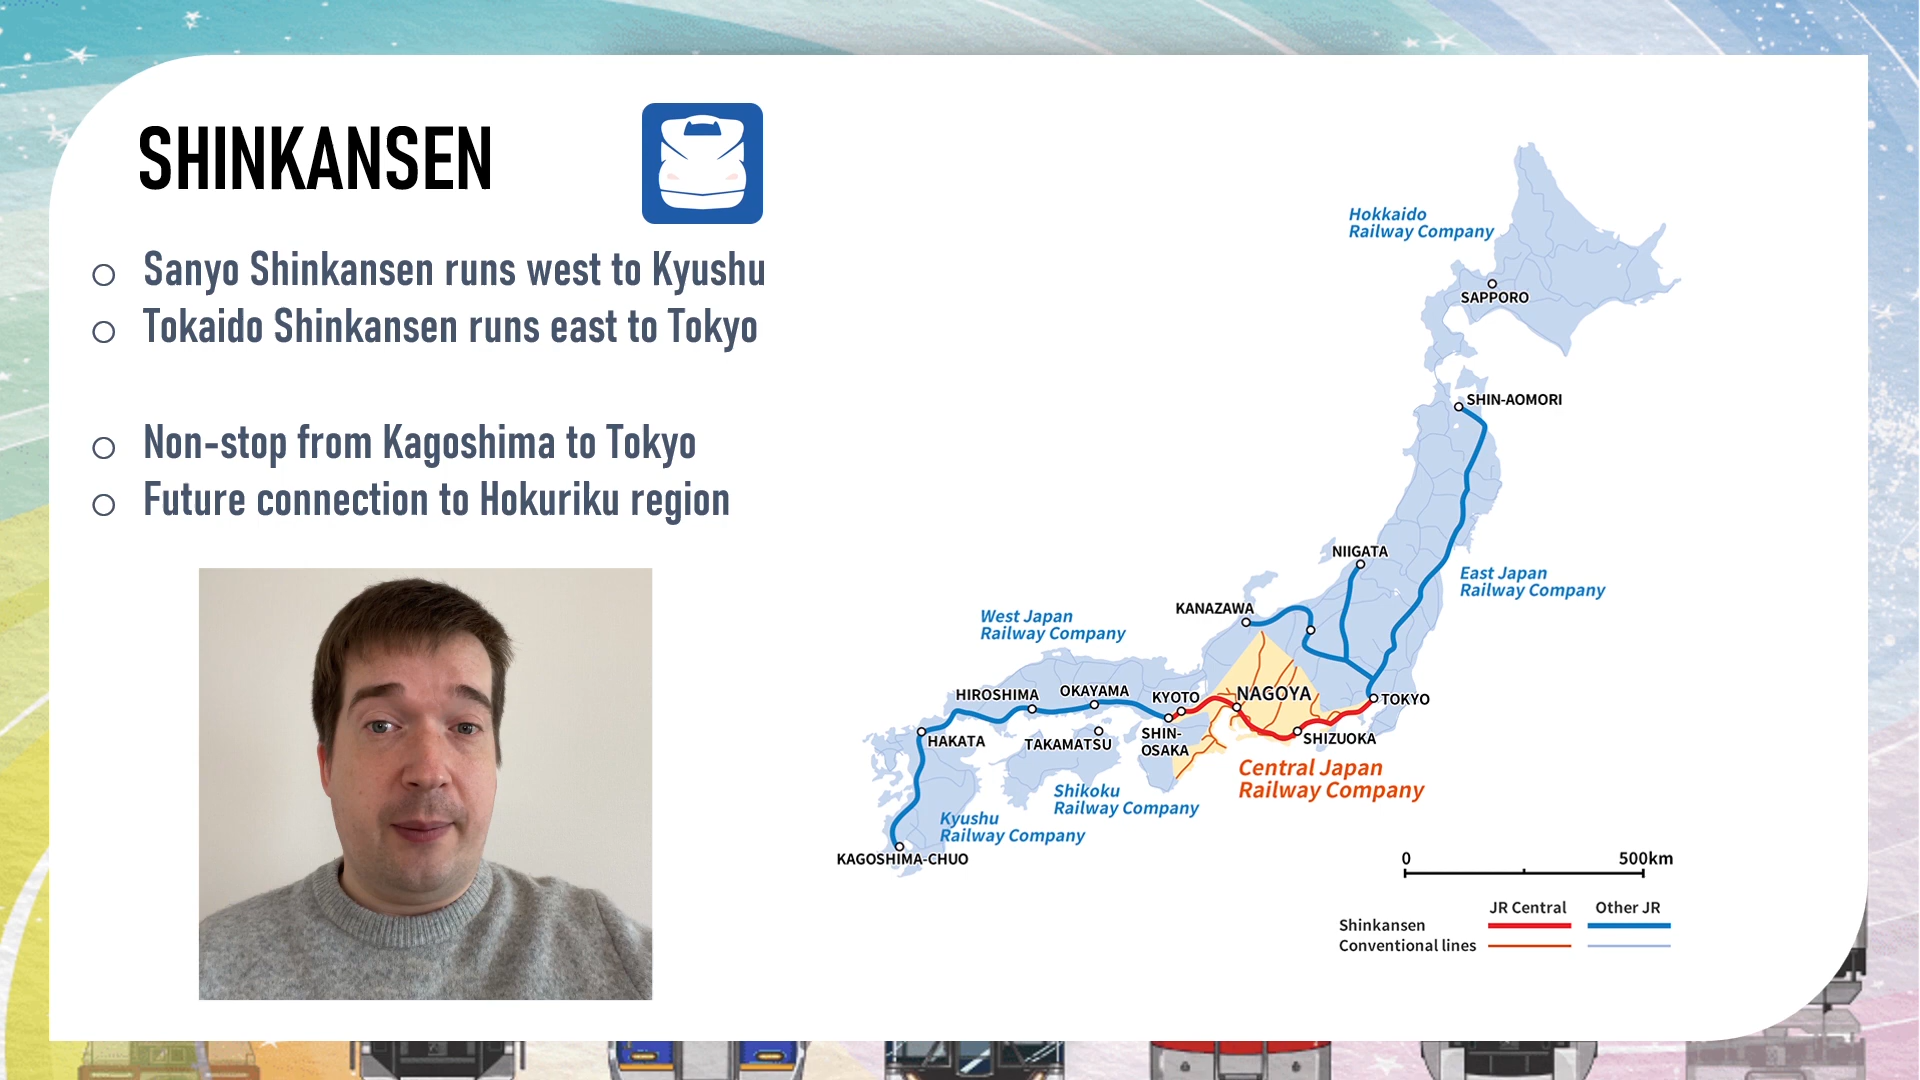 SHINKANSEN
Sanyo Shinkansen runs west to Kyushu
Tokaido Shinkansen runs east to Tokyo
Non-stop from Kagoshima to Tokyo
Future connection to Hokuriku region
Hokkaido
Railway Company
SAPPORO
SHIN-AOMORI
NIIGATA
East Japan
Railway Company
KANAZAWA
West Japan
Railway Company
HIROSHIMA
OKAYAMA
KYOTO
NAGOYA
TOKYO
HAKATA
TAKAMATSU
SHIN-
OSAKA
SHIZUOKA
Central Japan
Railway Company
Shikoku
Railway Company
Kyushu
Railway Company
KAGOSHIMA-CHUO
0 500km
JR Central Other JR
Shinkansen
Conventional lines